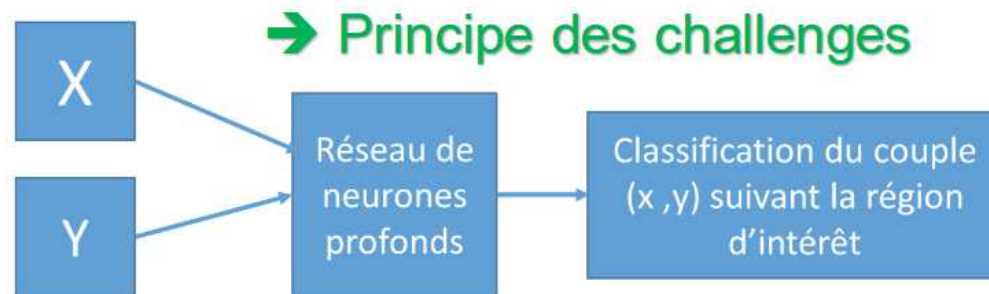 ➔ Principe des challenges
X
Y
Réseau de
neurones
profonds
Classification du couple
(x ,y) suivant la région
d’intérêt